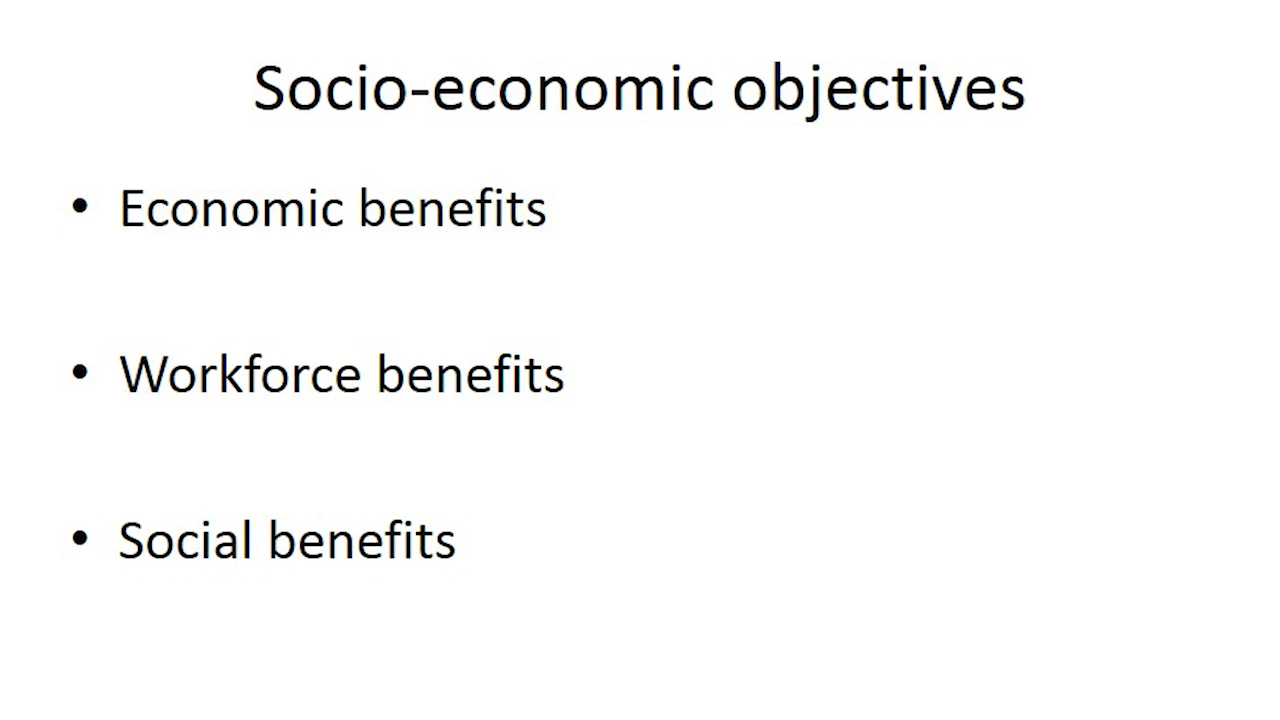 Socio-economic objectives
• Economic benefits
• Workforce benefits
• Social benefits